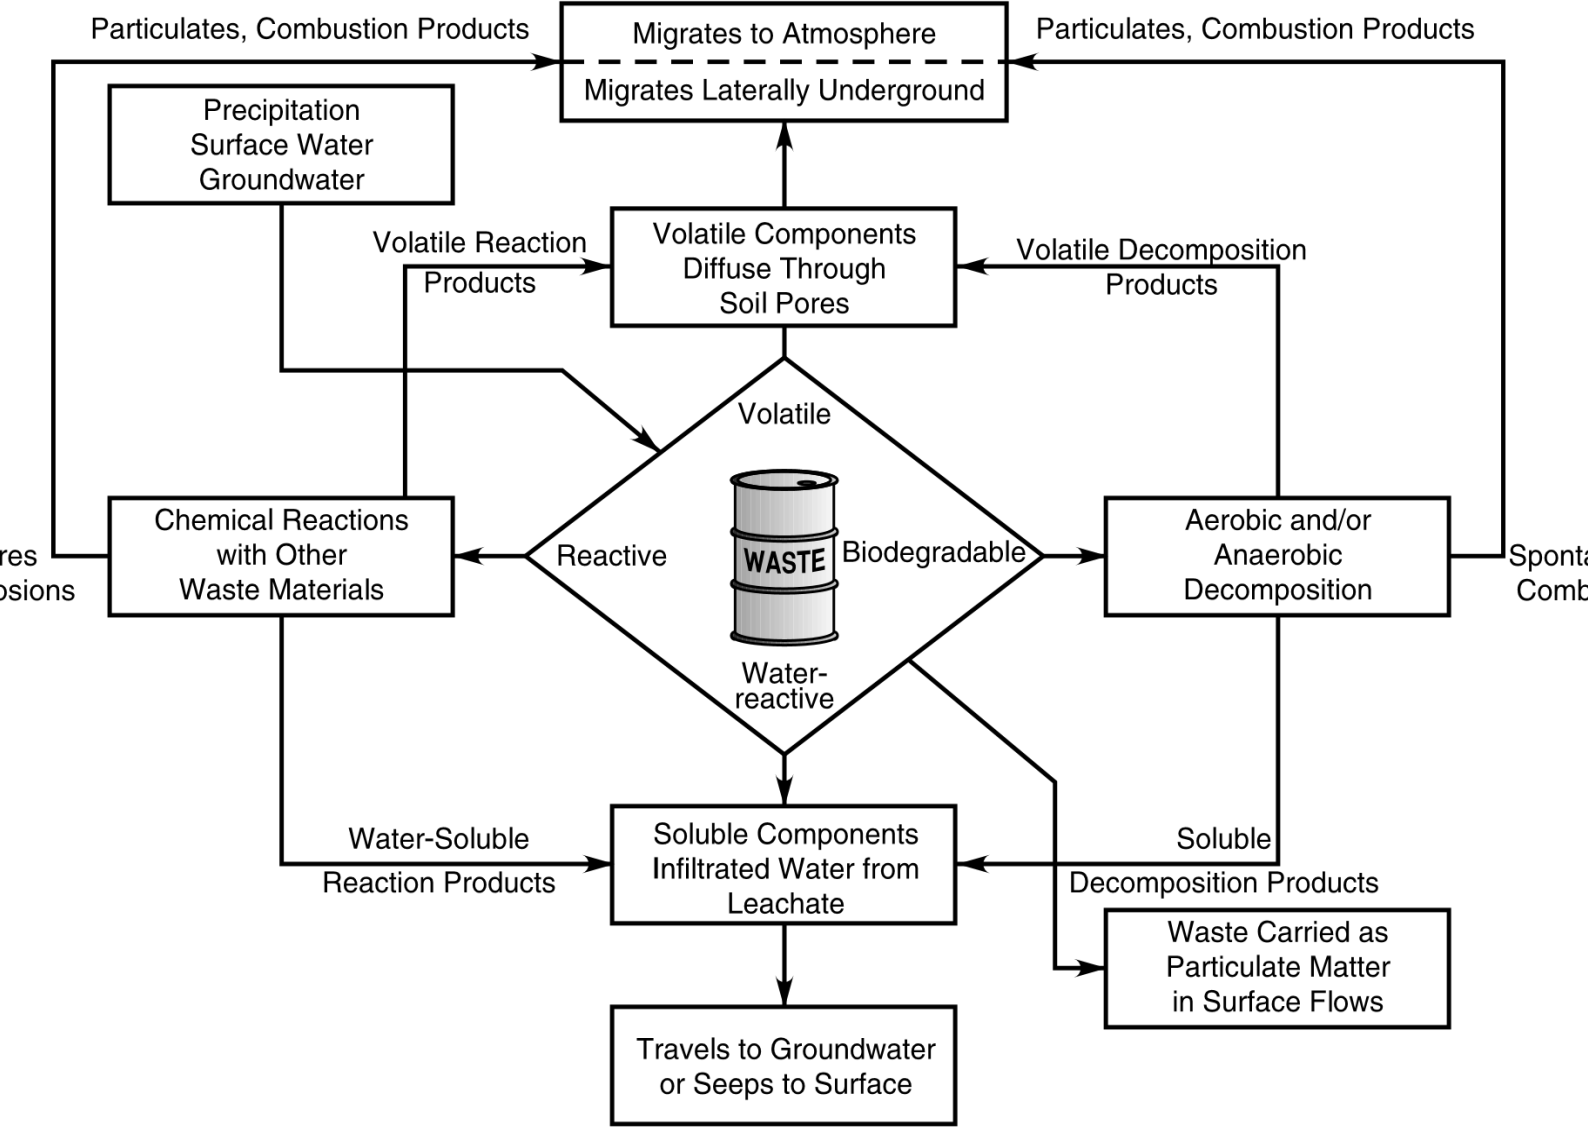 Particulates, Combustion Products
Migrates to Atmosphere
Migrates Laterally Underground
Particulates, Combustion Products
Precipitation
Surface Water
Groundwater
Volatile Reaction
Products
Volatile Components
Diffuse Through
Soil Pores
Volatile Decomposition
Products
Volatile
Chemical Reactions
with Other
Waste Materials
Reactive
WASTE
Biodegradable
Aerobic and/or
Anaerobic
Decomposition
Water-
reactive
Water-Soluble
Reaction Products
Soluble Components
Infiltrated Water from
Leachate
Soluble
Decomposition Products
Waste Carried as
Particulate Matter
in Surface Flows
Travels to Groundwater
or Seeps to Surface